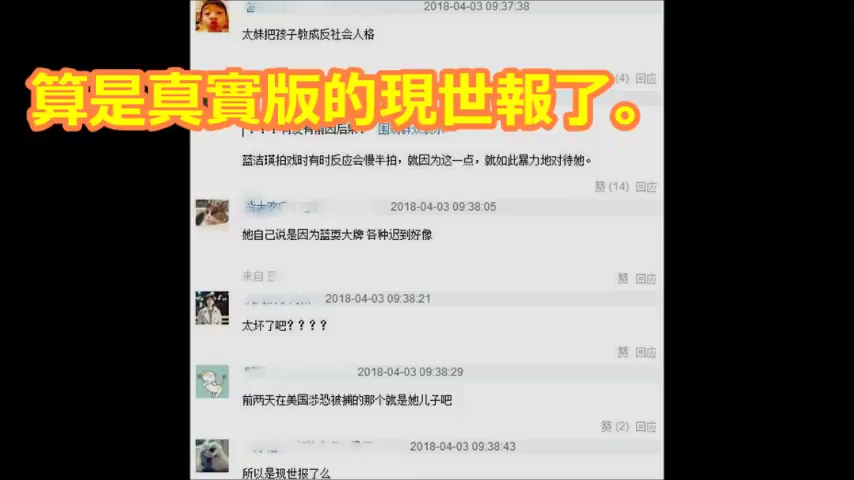 2018-04-03 09:37:38
太妹把孩子教成反社会人格
(4) 回应
算是真實版的現世報了。
蓝洁瑛拍戏时有时反应会慢半拍，就因为这一点，就如此暴力地对待她。
赞 (14) 回应
2018-04-03 09:38:05
她自己说是因为蓝耍大牌 各种迟到好像
来自
赞 回应
2018-04-03 09:38:21
太坏了吧？？？？
赞 回应
2018-04-03 09:38:29
前两天在美国涉恐被捕的那个就是她儿子吧
赞 (2) 回应
2018-04-03 09:38:43
所以是现世报了么